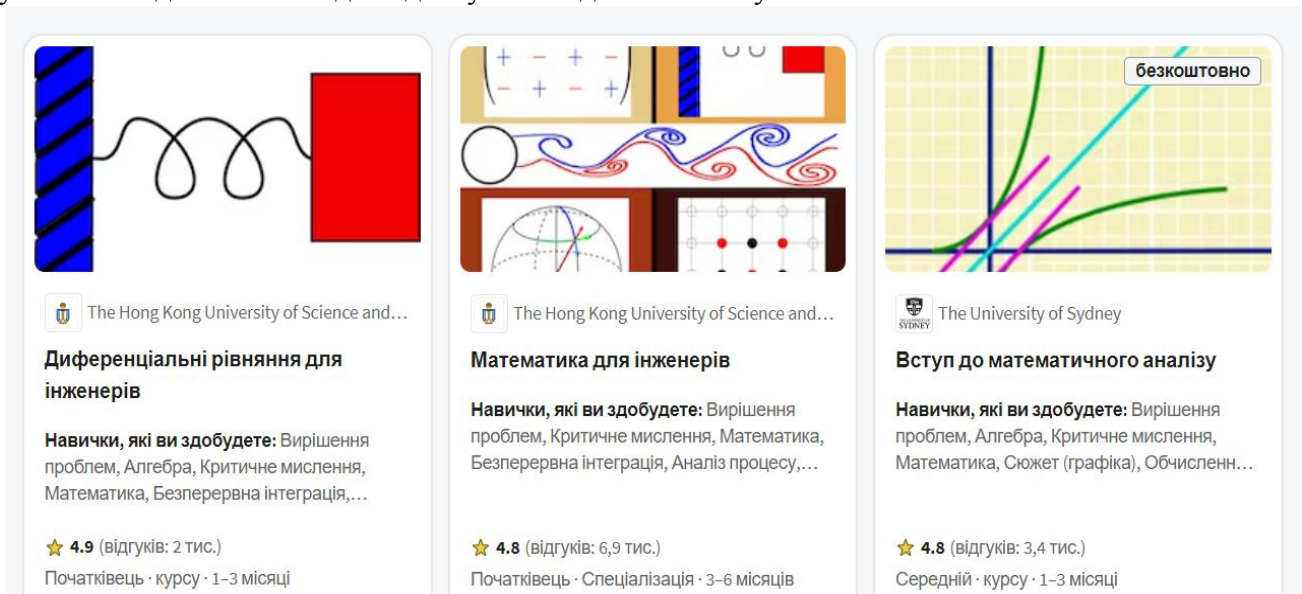 The Hong Kong University of Science and...
Диференціальні рівняння для
інженерів
Навички, які ви здобудете: Вирішення
проблем, Алгебра, Критичне мислення,
Математика, Безперервна інтеграція,...
4.9 (відгуків: 2 тис.)
Початківець · курсу · 1–3 місяці
The Hong Kong University of Science and...
Математика для інженерів
Навички, які ви здобудете: Вирішення
проблем, Критичне мислення, Математика,
Безперервна інтеграція, Аналіз процесу,...
4.8 (відгуків: 6,9 тис.)
Початківець · Спеціалізація · 3–6 місяців
безкоштовно
SYDNEY
The University of Sydney
Вступ до математичного аналізу
Навички, які ви здобудете: Вирішення
проблем, Алгебра, Критичне мислення,
Математика, Сюжет (графіка), Обчисленн...
4.8 (відгуків: 3,4 тис.)
Середній · курсу · 1–3 місяці